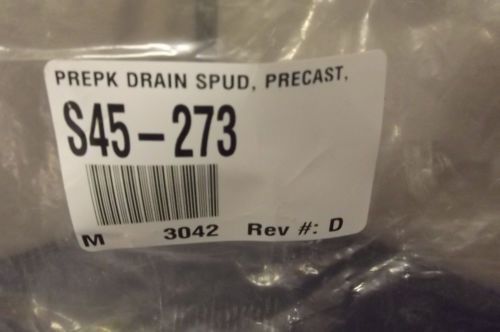 PREPK DRAIN SPUD, PRECAST,
S45-273
M 3042 Rev #: D